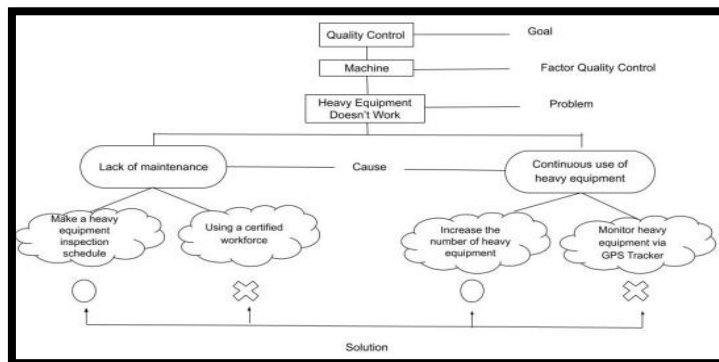 Quality Control
Goal
Machine
Factor Quality Control
Heavy Equipment
Doesn't Work
Problem
Lack of maintenance
Cause
Continuous use of
heavy equipment
Make a heavy
equipment
inspection
schedule
Using a certified
workforce
Increase the
number of heavy
equipment
Monitor heavy
equipment via
GPS Tracker
Solution